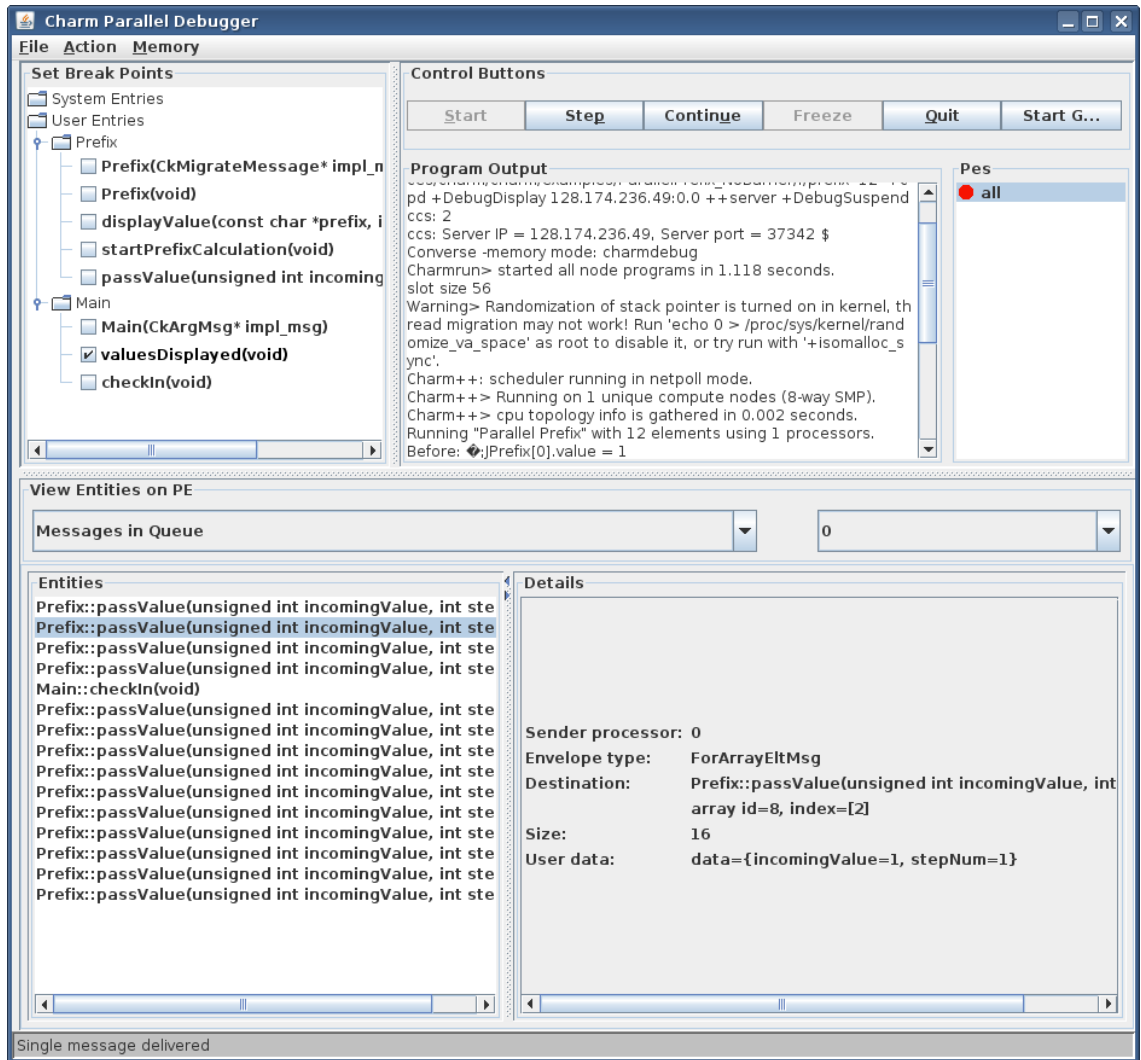 Charm Parallel Debugger
File Action Memory
Set Break Points
System Entries
User Entries
Prefix
Prefix(CkMigrateMessage* impl_m
Prefix(void)
displayValue(const char *prefix, i
startPrefixCalculation(void)
passValue(unsigned int incoming
Main
Main(CkArgMsg* impl_msg)
valuesDisplayed(void)
checkIn(void)
Control Buttons
Start Step Continue Freeze Quit Start G...
Program Output
pd +DebugDisplay 128.174.236.49:0.0 ++server +DebugSuspend
ccs: 2
ccs: Server IP = 128.174.236.49, Server port = 37342 $
Converse -memory mode: charmdebug
Charmrun> started all node programs in 1.118 seconds.
slot size 56
Warning> Randomization of stack pointer is turned on in kernel, th
read migration may not work! Run 'echo 0 > /proc/sys/kernel/rand
omize_va_space' as root to disable it, or try run with '+isomalloc_s
ync'.
Charm++: scheduler running in netpoll mode.
Charm++> Running on 1 unique compute nodes (8-way SMP).
Charm++> cpu topology info is gathered in 0.002 seconds.
Running "Parallel Prefix" with 12 elements using 1 processors.
Before: �;JPrefix[0].value = 1
Pes
all
View Entities on PE
Messages in Queue
0
Entities
Prefix::passValue(unsigned int incomingValue, int ste
Prefix::passValue(unsigned int incomingValue, int ste
Prefix::passValue(unsigned int incomingValue, int ste
Prefix::passValue(unsigned int incomingValue, int ste
Main::checkIn(void)
Prefix::passValue(unsigned int incomingValue, int ste
Prefix::passValue(unsigned int incomingValue, int ste
Prefix::passValue(unsigned int incomingValue, int ste
Prefix::passValue(unsigned int incomingValue, int ste
Prefix::passValue(unsigned int incomingValue, int ste
Prefix::passValue(unsigned int incomingValue, int ste
Prefix::passValue(unsigned int incomingValue, int ste
Prefix::passValue(unsigned int incomingValue, int ste
Prefix::passValue(unsigned int incomingValue, int ste
Prefix::passValue(unsigned int incomingValue, int ste
Details
Sender processor: 0
Envelope type: ForArrayEltMsg
Destination: Prefix::passValue(unsigned int incomingValue, int
array id=8, index=[2]
Size: 16
User data: data={incomingValue=1, stepNum=1}
Single message delivered